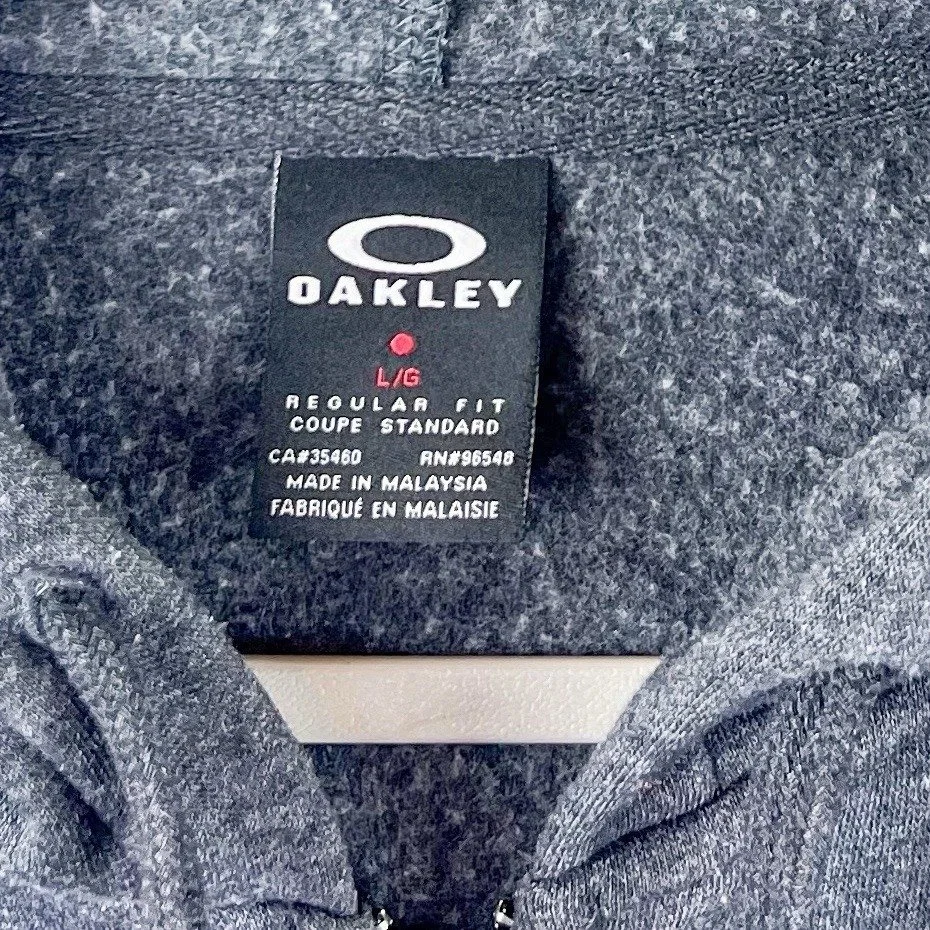 OAKLEY
L/G
REGULAR FIT
COUPE STANDARD
CA#35460 RN#96548
MADE IN MALAYSIA
FABRIQUÉ EN MALAISIE